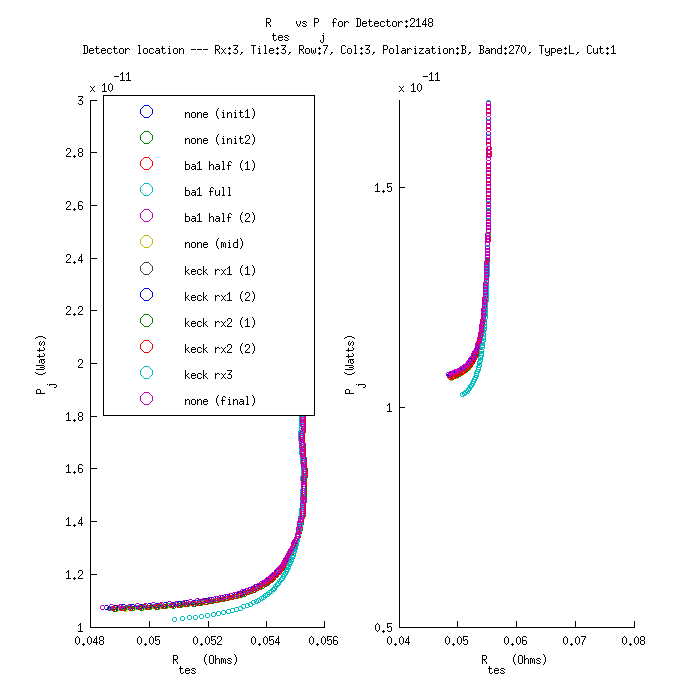 R tes vs P j for Detector:2148
Detector location --- Rx:3, Tile:3, Row:7, Col:3, Polarization:B, Band:270, Type:L, Cut:1
x 10^-11
3
2.8
2.6
2.4
2.2
2
1.8
1.6
1.4
1.2
1
P j (Watts)
none (init1)
none (init2)
ba1 half (1)
ba1 full
ba1 half (2)
none (mid)
keck rx1 (1)
keck rx1 (2)
keck rx2 (1)
keck rx2 (2)
keck rx3
none (final)
0.048 0.05 0.052 0.054 0.056
R tes (Ohms)
x 10^-11
1.5
1
0.5
P j (Watts)
0.04 0.05 0.06 0.07 0.08
R tes (Ohms)